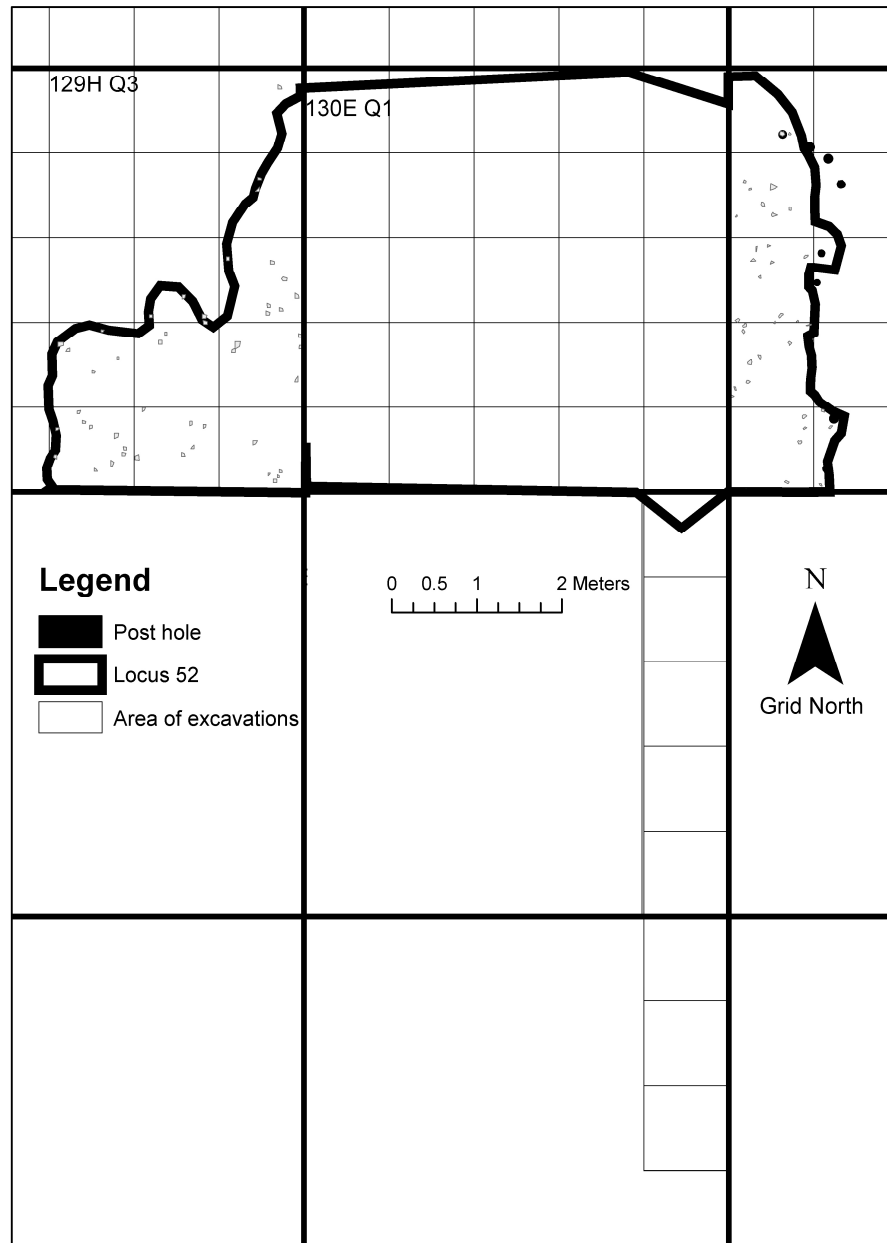 129H Q3
130E Q1
Legend
Post hole
Locus 52
Area of excavations
0 0.5 1 2 Meters
N
Grid North